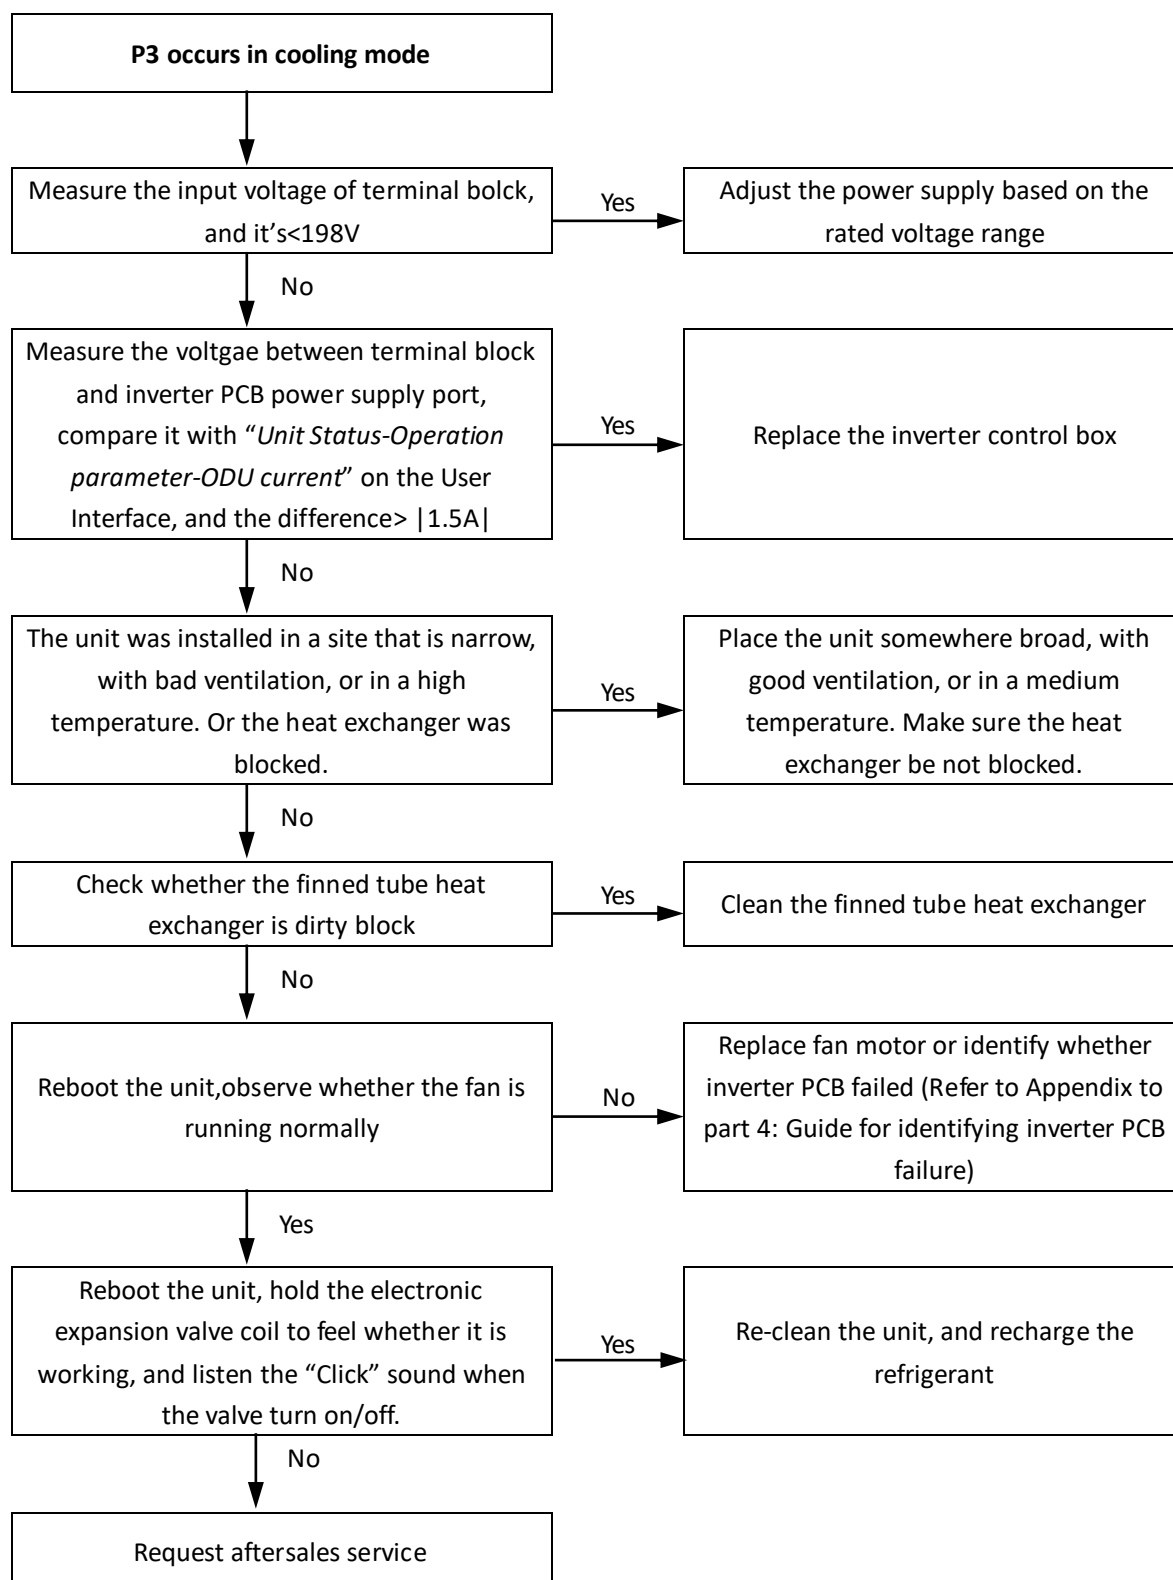 P3 occurs in cooling mode
Measure the input voltage of terminal bolck,
and it’s<198V
Yes
Adjust the power supply based on the
rated voltage range
No
Measure the voltgae between terminal block
and inverter PCB power supply port,
compare it with “Unit Status-Operation
parameter-ODU current” on the User
Interface, and the difference> |1.5A|
Yes
Replace the inverter control box
No
The unit was installed in a site that is narrow,
with bad ventilation, or in a high
temperature. Or the heat exchanger was
blocked.
Yes
Place the unit somewhere broad, with
good ventilation, or in a medium
temperature. Make sure the heat
exchanger be not blocked.
No
Check whether the finned tube heat
exchanger is dirty block
Yes
Clean the finned tube heat exchanger
No
Reboot the unit,observe whether the fan is
running normally
No
Replace fan motor or identify whether
inverter PCB failed (Refer to Appendix to
part 4: Guide for identifying inverter PCB
failure)
Yes
Reboot the unit, hold the electronic
expansion valve coil to feel whether it is
working, and listen the “Click” sound when
the valve turn on/off.
Yes
Re-clean the unit, and recharge the
refrigerant
No
Request aftersales service